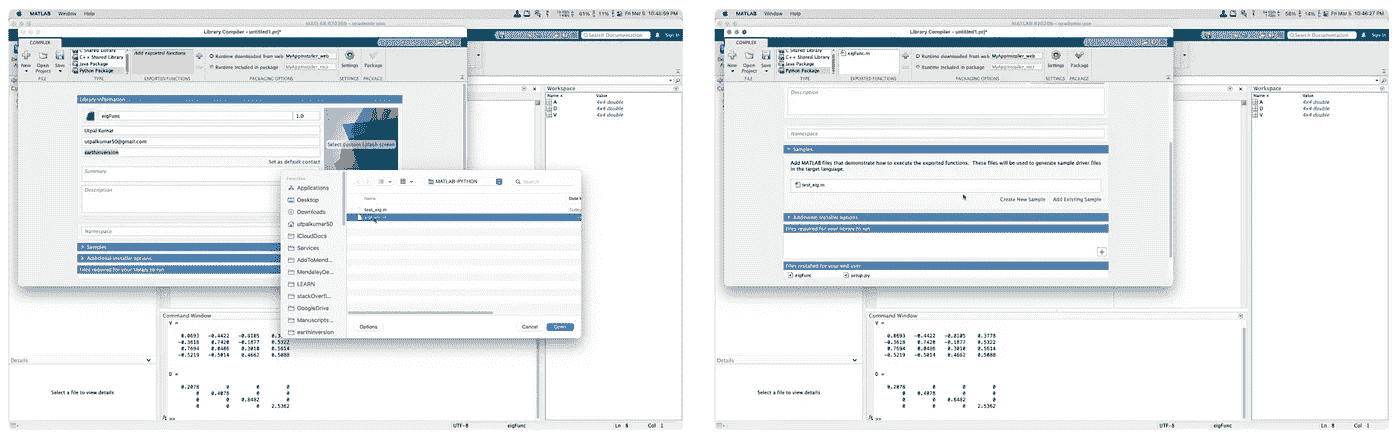 MATLAB Window Help
61% 11% Fri Mar 5 10:45:59 PM
MATLAB R2020b - academic use
Library Compiler - untitled1.prj*
COMPILER
Search Documentation
Sign In
New
Open Project
Save
C Shared Library
C++ Shared Library
Java Package
Python Package
Add exported functions
Runtime downloaded from web MyAppInstaller_web
Runtime included in package MyAppInstaller_mcr
Settings
Package
FILE TYPE EXPORTED FUNCTIONS PACKAGING OPTIONS SETTINGS PACKAGE
Library information
eigFunc 1.0
Utpal Kumar
utpalkumar50@gmail.com
earthinversion
Set as default contact
Select custom splash screen
Summary
Description
Namespace
Samples
Additional installer options
Files required for your library to run
Favorites
Applications
Desktop
Downloads
utpalkumar50
iCloudDocs
Services
AddToMend...
MendeleyDe...
LEARN
stackOverfl...
GoogleDrive
Manuscripts...
earthinversion
MATLAB-PYTHON
Search
Name
test_eig.m
Today
Options
Cancel
Open
Workspace
Name Value
A 4x4 double
D 4x4 double
V 4x4 double
Details
Select a file to view details
Command Window
V =
0.0693 -0.4422 -0.8105
-0.3618 0.7420 -0.1877 0.5322
0.7694 0.0486 0.3010 0.5614
-0.5219 -0.5014 0.4662 0.5088
D =
0.2078 0 0 0
0 0.4078 0 0
0 0 0.8482 0
0 0 0 2.5362
fx >>
UTF-8 eigFunc Ln 8 Col 1
MATLAB Window Help
56% 14% Fri Mar 5 10:46:27 PM
MATLAB R2020b - academic use
Library Compiler - untitled1.prj*
COMPILER
Search Documentation
Sign In
New
Open Project
Save
C Shared Library
C++ Shared Library
Java Package
Python Package
eigFunc.m
Runtime downloaded from web MyAppInstaller_web
Runtime included in package MyAppInstaller_mcr
Settings
Package
FILE TYPE EXPORTED FUNCTIONS PACKAGING OPTIONS SETTINGS PACKAGE
Description
Namespace
Samples
Add MATLAB files that demonstrate how to execute the exported functions. These files will be used to generate sample driver files
in the target language.
test_eig.m
Create New Sample Add Existing Sample
Additional installer options
Files required for your library to run
Files installed for your end user
eigFunc setup.py
Workspace
Name Value
A 4x4 double
D 4x4 double
V 4x4 double
Details
Select a file to view details
Command Window
V =
0.0693 -0.4422 -0.8105 0.3778
-0.3618 0.7420 -0.1877 0.5322
0.7694 0.0486 0.3010 0.5614
-0.5219 -0.5014 0.4662 0.5088
D =
0.2078 0 0 0
0 0.4078 0 0
0 0 0.8482 0
0 0 0 2.5362
fx >>
UTF-8 eigFunc Ln 8 Col 1